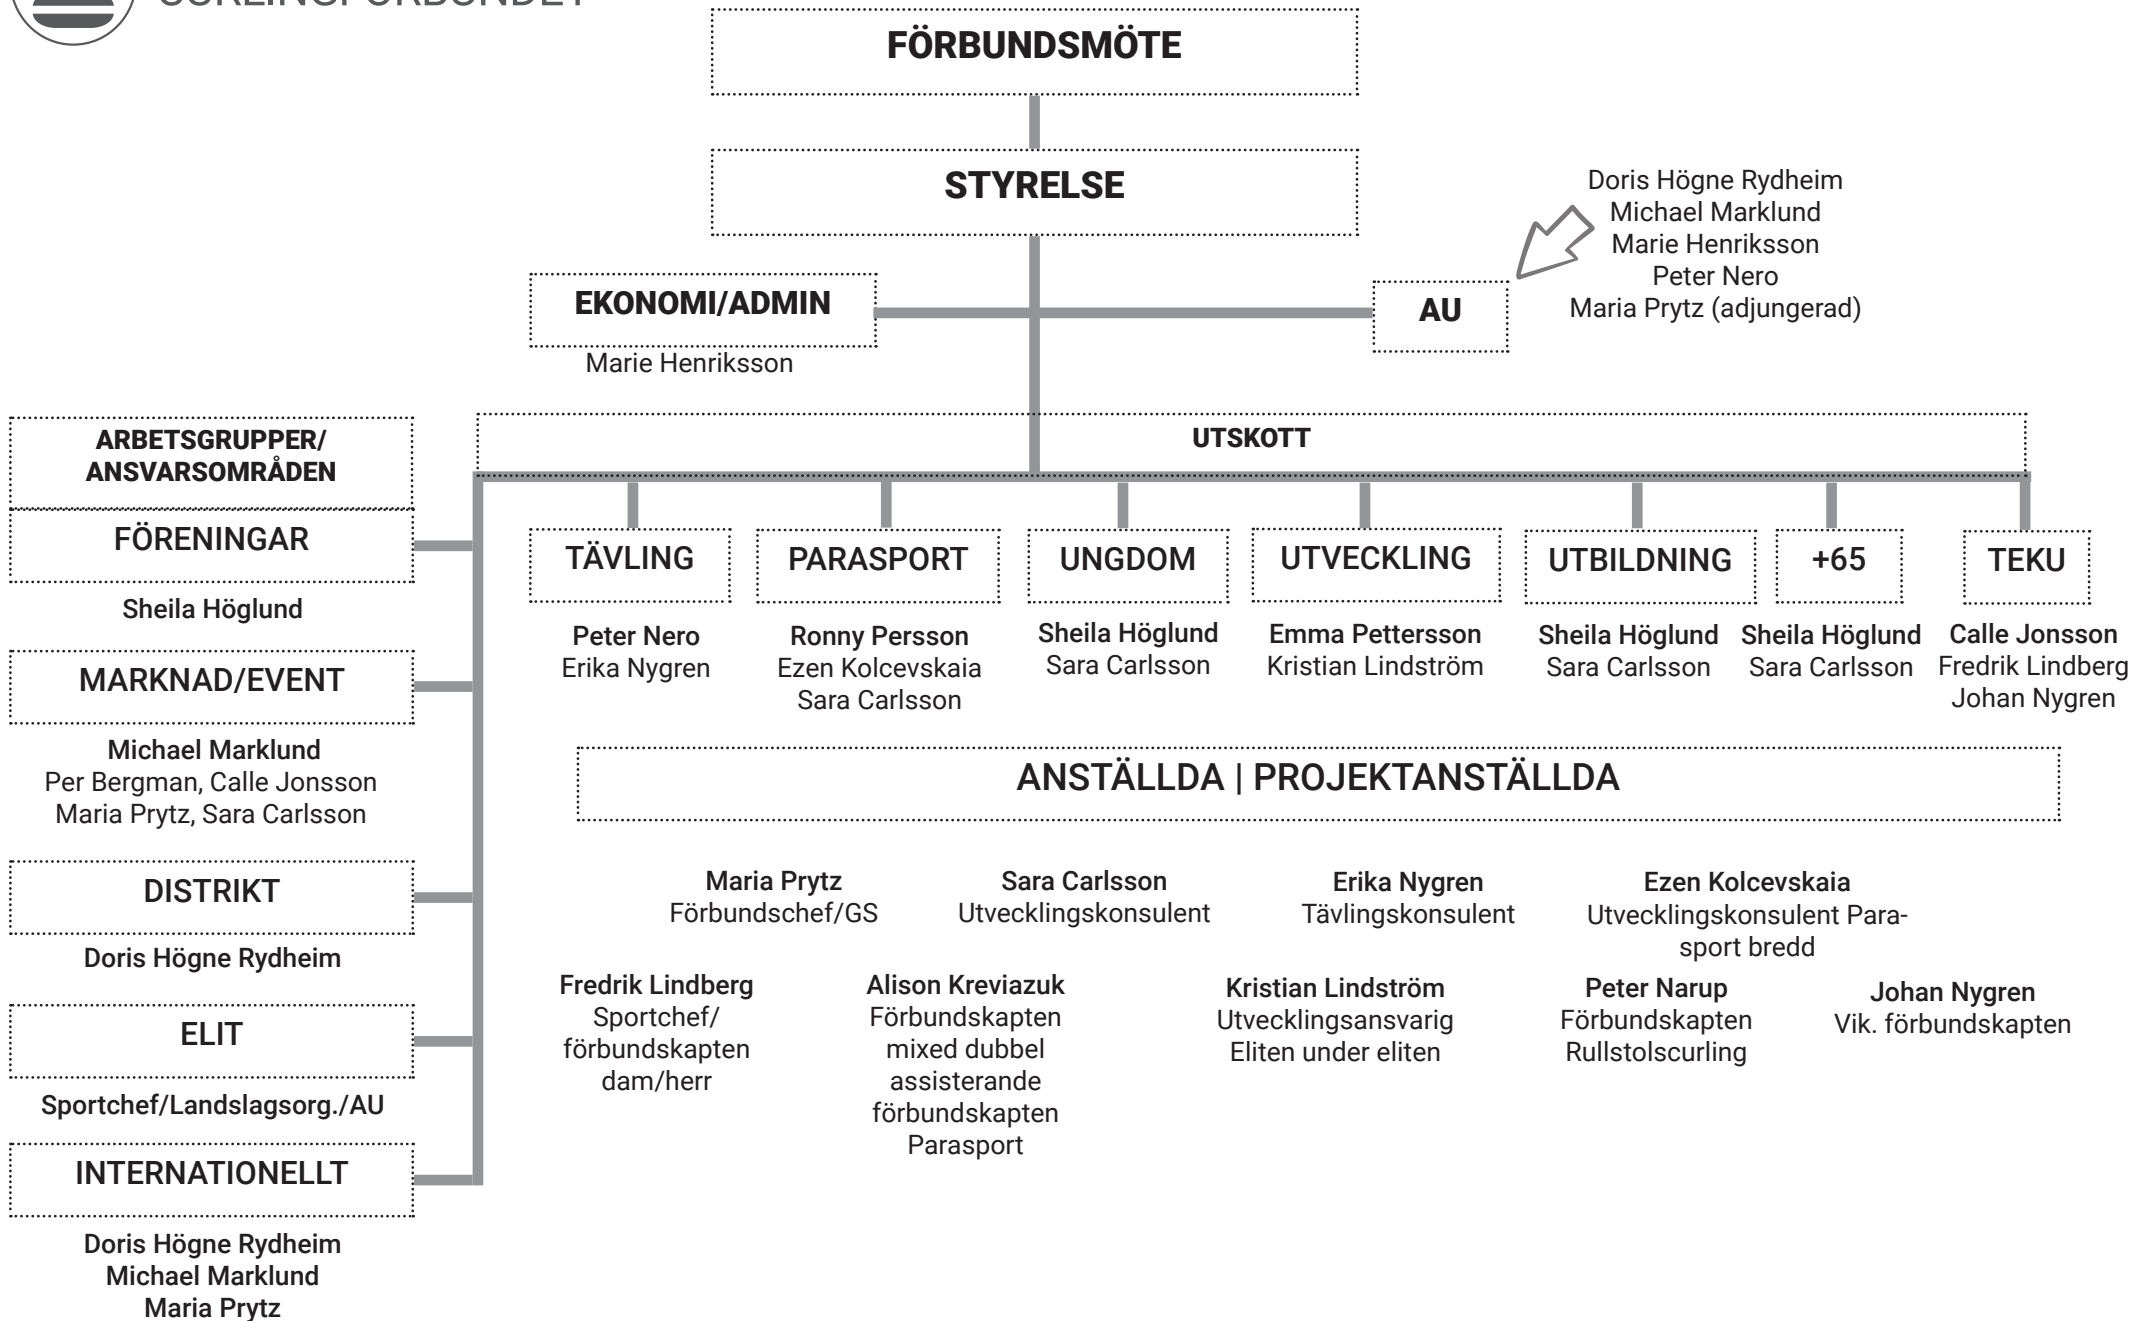 CURLINGFÖRBUNDET
FÖRBUNDSMÖTE
STYRELSE
Doris Högne Rydheim
Michael Marklund
Marie Henriksson
Peter Nero
Maria Prytz (adjungerad)
EKONOMI/ADMIN
Marie Henriksson
AU
ARBETSGRUPPER/
ANSVARSOMRÅDEN
FÖRENINGAR
Sheila Höglund
MARKNAD/EVENT
Michael Marklund
Per Bergman, Calle Jonsson
Maria Prytz, Sara Carlsson
DISTRIKT
Doris Högne Rydheim
ELIT
Sportchef/Landslagsorg./AU
INTERNATIONELLT
Doris Högne Rydheim
Michael Marklund
Maria Prytz
UTSKOTT
TÄVLING
Peter Nero
Erika Nygren
PARASPORT
Ronny Persson
Ezen Kolcevskaia
Sara Carlsson
UNGDOM
Sheila Höglund
Sara Carlsson
UTVECKLING
Emma Pettersson
Kristian Lindström
UTBILDNING
Sheila Höglund
Sara Carlsson
+65
Sheila Höglund
Sara Carlsson
TEKU
Calle Jonsson
Fredrik Lindberg
Johan Nygren
ANSTÄLLDA | PROJEKTANSTÄLLDA
Maria Prytz
Förbundschef/GS
Sara Carlsson
Utvecklingskonsulent
Erika Nygren
Tävlingskonsulent
Ezen Kolcevskaia
Utvecklingskonsulent Para-
sport bredd
Fredrik Lindberg
Sportchef/
förbundskapten
dam/herr
Alison Kreviazuk
Förbundskapten
mixed dubbel
assisterande
förbundskapten
Parasport
Kristian Lindström
Utvecklingsansvarig
Eliten under eliten
Peter Narup
Förbundskapten
Rullstolscurling
Johan Nygren
Vik. förbundskapten